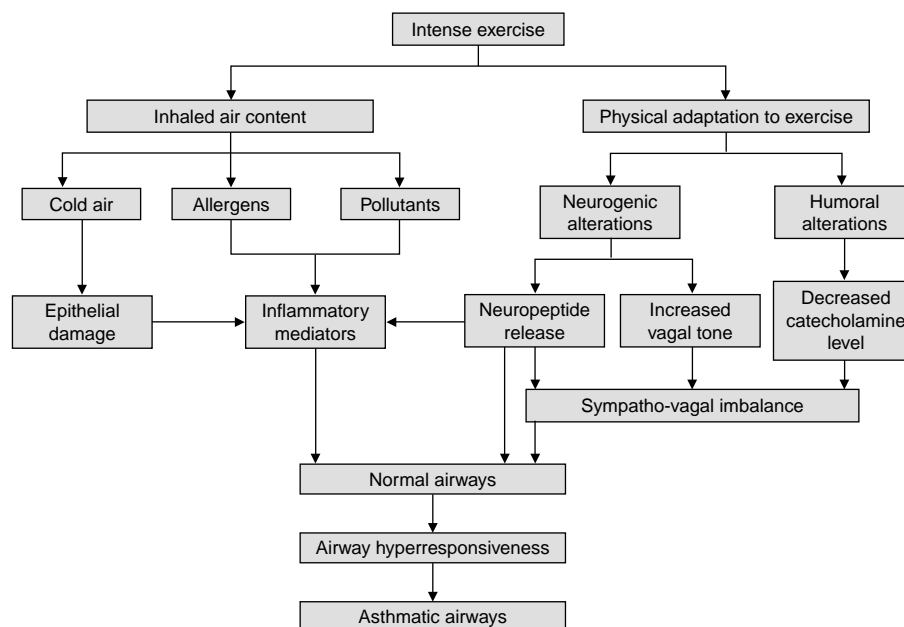 Intense exercise
Inhaled air content
Physical adaptation to exercise
Cold air
Allergens
Pollutants
Neurogenic
alterations
Humoral
alterations
Epithelial
damage
Inflammatory
mediators
Neuropeptide
release
Increased
vagal tone
Decreased
catecholamine
level
Sympatho-vagal imbalance
Normal airways
Airway hyperresponsiveness
Asthmatic airways